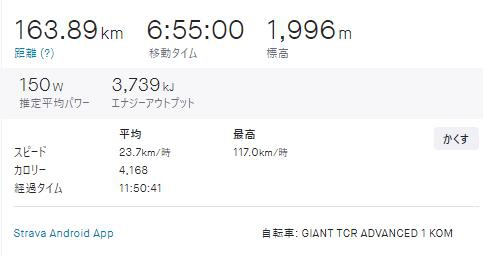 163.89km 6:55:00 1,996m
距離 (?) 移動タイム 標高
150W 3,739kJ
推定平均パワー エナジーアウトプット
平均 最高 かくす
スピード 23.7km/時 117.0km/時
カロリー 4,168
経過タイム 11:50:41
Strava Android App 自転車: GIANT TCR ADVANCED 1 KOM